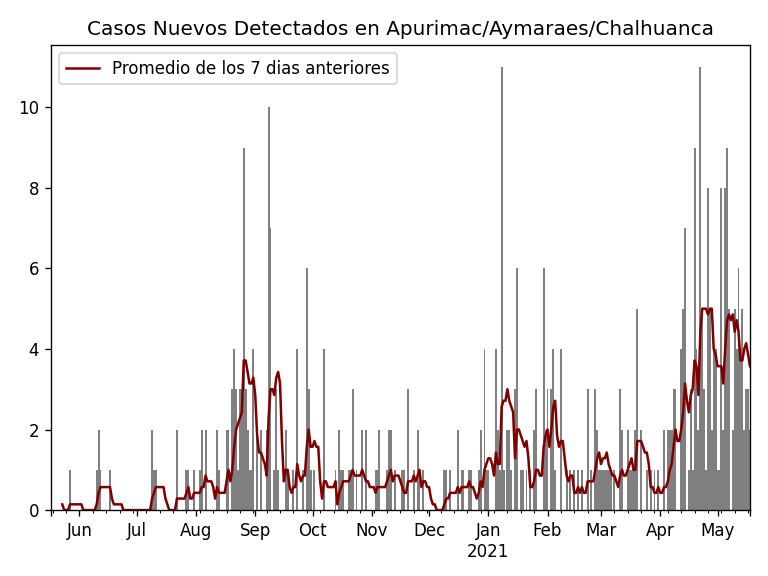 Casos Nuevos Detectados en Apurimac/Aymaraes/Chalhuanca
Promedio de los 7 dias anteriores
10
8
6
4
2
0
Jun Jul Aug Sep Oct Nov Dec Jan Feb Mar Apr May
2021